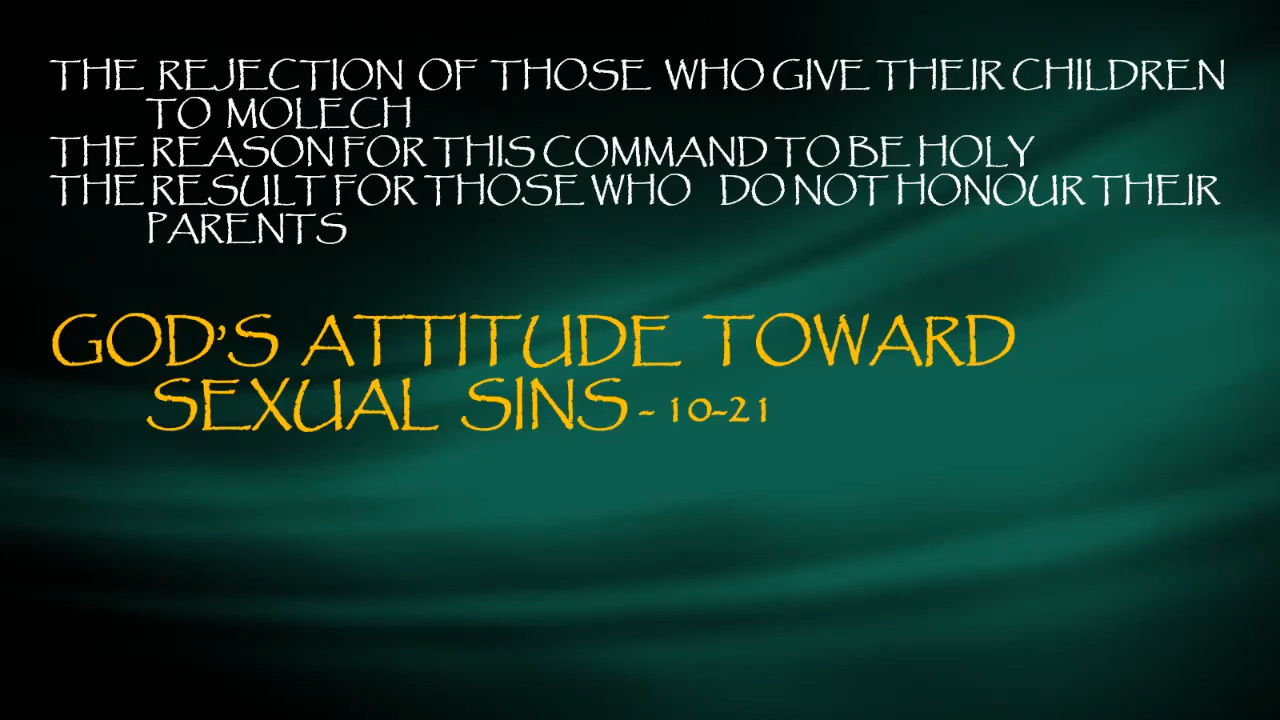 THE REJECTION OF THOSE WHO GIVE THEIR CHILDREN
TO MOLECH
THE REASON FOR THIS COMMAND TO BE HOLY
THE RESULT FOR THOSE WHO DO NOT HONOUR THEIR
PARENTS
GOD'S ATTITUDE TOWARD
SEXUAL SINS - 10-21